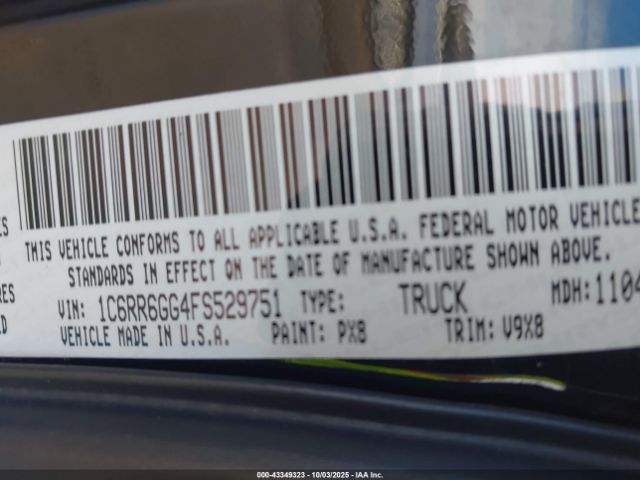 ES
THIS VEHICLE CONFORMS TO ALL APPLICABLE U.S.A. FEDERAL MOTOR VEHICLE
STANDARDS IN EFFECT ON THE DATE OF MANUFACTURE SHOWN ABOVE.
RES VIN: 1C6RR6GG4FS529751 TYPE: TRUCK MDH:1104
D VEHICLE MADE IN U.S.A. PAINT: PX8 TRIM: V9X8
000-43349323 - 10/03/2025 - IAA Inc.